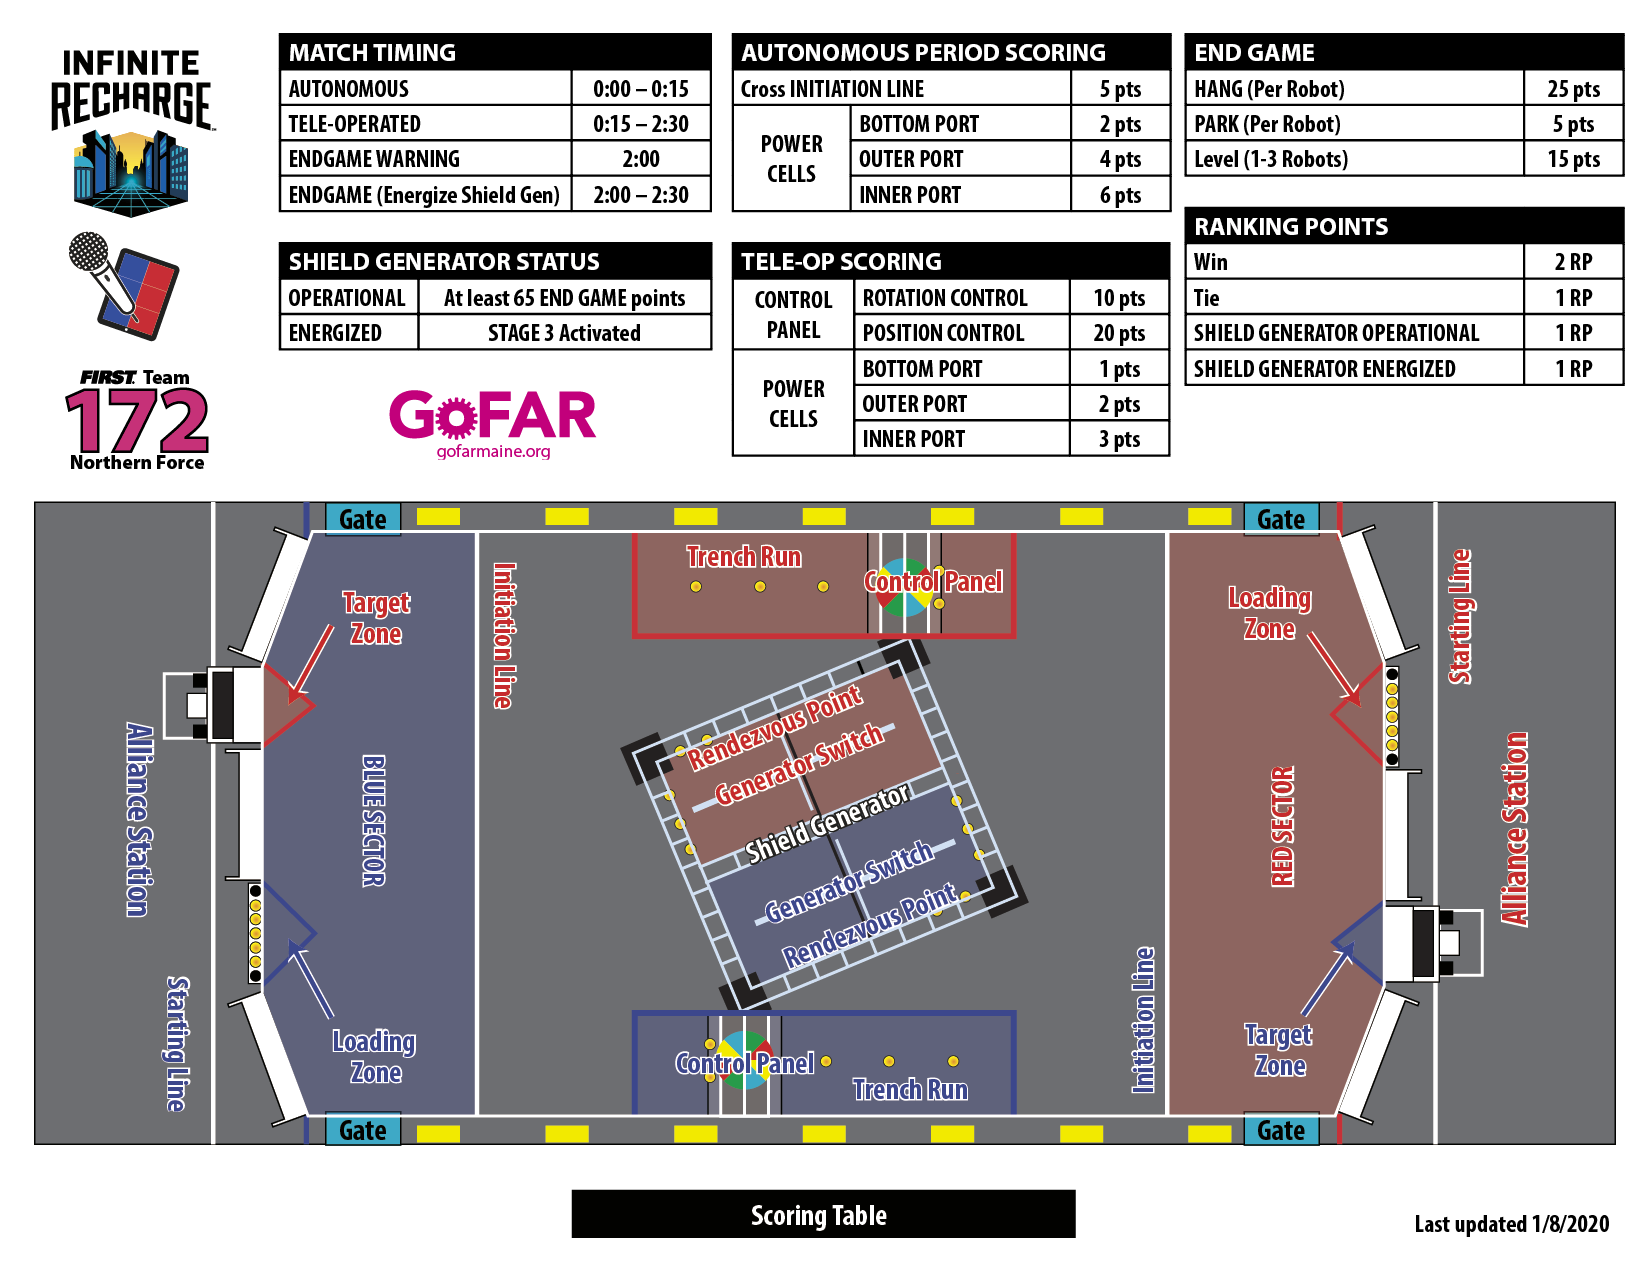 INFINITE
RECHARGE
FIRST Team
172
Northern Force
MATCH TIMING
AUTONOMOUS 0:00 – 0:15
TELE-OPERATED 0:15 – 2:30
ENDGAME WARNING 2:00
ENDGAME (Energize Shield Gen) 2:00 – 2:30
SHIELD GENERATOR STATUS
OPERATIONAL At least 65 END GAME points
ENERGIZED STAGE 3 Activated
GoFAR
gofarmaine.org
AUTONOMOUS PERIOD SCORING
Cross INITIATION LINE 5 pts
POWER
CELLS
BOTTOM PORT 2 pts
OUTER PORT 4 pts
INNER PORT 6 pts
TELE-OP SCORING
CONTROL
PANEL
ROTATION CONTROL 10 pts
POSITION CONTROL 20 pts
POWER
CELLS
BOTTOM PORT 1 pts
OUTER PORT 2 pts
INNER PORT 3 pts
END GAME
HANG (Per Robot) 25 pts
PARK (Per Robot) 5 pts
Level (1-3 Robots) 15 pts
RANKING POINTS
Win 2 RP
Tie 1 RP
SHIELD GENERATOR OPERATIONAL 1 RP
SHIELD GENERATOR ENERGIZED 1 RP
Gate
Gate
Trench Run
Control Panel
Target
Zone
Initiation Line
Loading
Zone
Starting Line
Alliance Station
BLUE SECTOR
Rendezvous Point
Generator Switch
Shield Generator
Generator Switch
Rendezvous Point
RED SECTOR
Alliance Station
Starting Line
Loading
Zone
Control Panel
Trench Run
Initiation Line
Target
Zone
Gate
Gate
Scoring Table
Last updated 1/8/2020